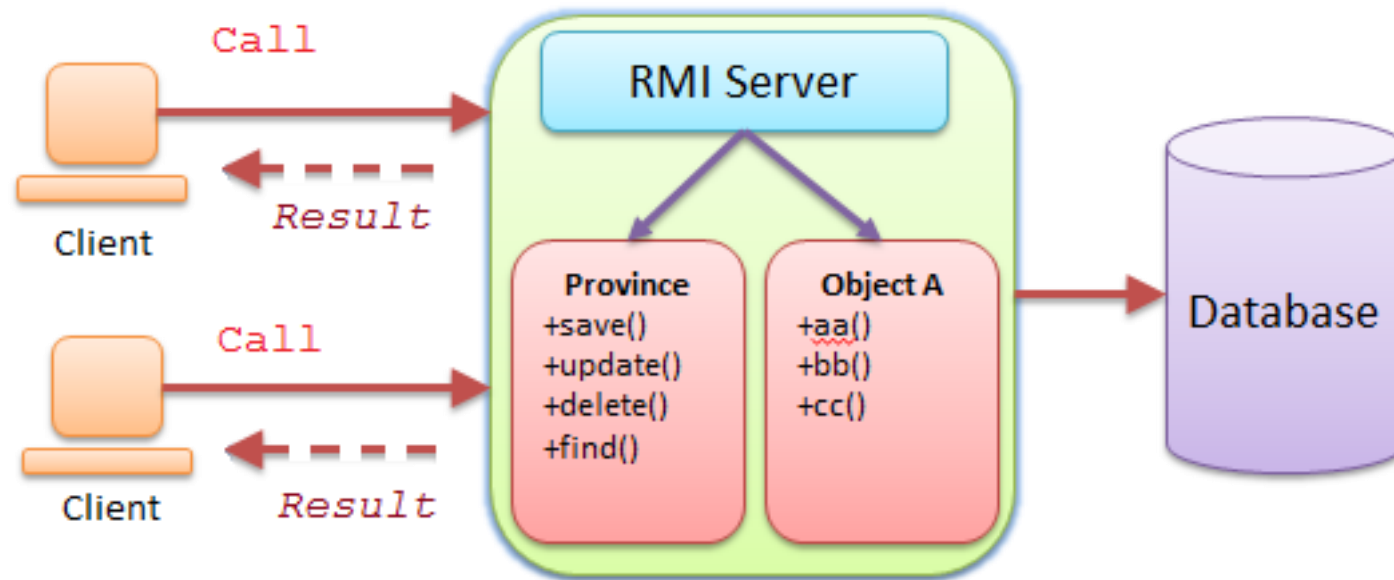 Call
Result
Client
Call
Result
Client
RMI Server
Province
+save()
+update()
+delete()
+find()
Object A
+aa()
+bb()
+cc()
Database